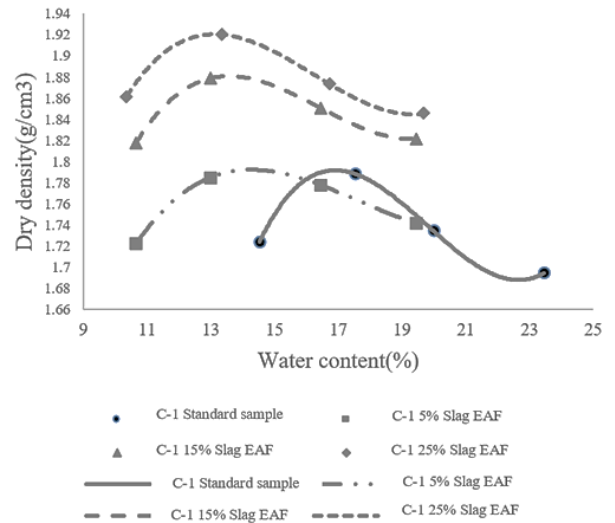 1.94
1.92
1.9
1.88
1.86
1.84
1.82
1.8
1.78
1.76
1.74
1.72
1.7
1.68
1.66
Dry density(g/cm3)
9 11 13 15 17 19 21 23 25
Water content(%)
C-1 Standard sample C-1 5% Slag EAF
C-1 15% Slag EAF C-1 25% Slag EAF
C-1 Standard sample C-1 5% Slag EAF
C-1 15% Slag EAF C-1 25% Slag EAF